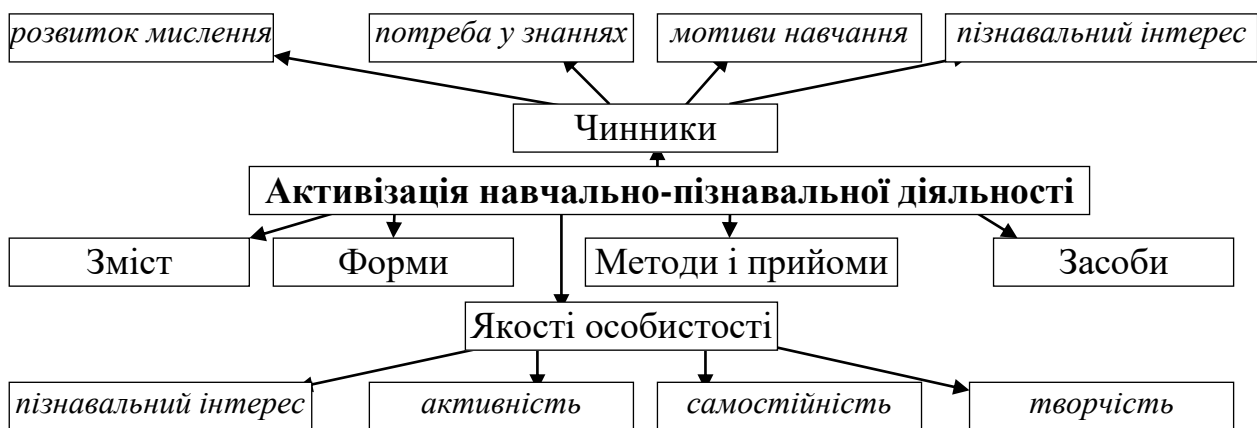 розвиток мислення
потреба у знаннях
мотиви навчання
пізнавальний інтерес
Чинники
Активізація навчально-пізнавальної діяльності
Зміст
Форми
Методи і прийоми
Засоби
Якості особистості
пізнавальний інтерес
активність
самостійність
творчість